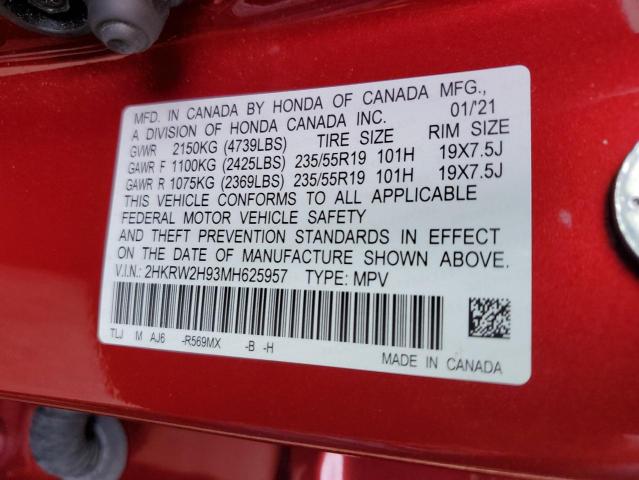 MFD. IN CANADA BY HONDA OF CANADA MFG.,
A DIVISION OF HONDA CANADA INC. 01/'21
GVWR 2150KG (4739LBS) TIRE SIZE RIM SIZE
GAWR F 1100KG (2425LBS) 235/55R19 101H 19X7.5J
GAWR R 1075KG (2369LBS) 235/55R19 101H 19X7.5J
THIS VEHICLE CONFORMS TO ALL APPLICABLE
FEDERAL MOTOR VEHICLE SAFETY
AND THEFT PREVENTION STANDARDS IN EFFECT
ON THE DATE OF MANUFACTURE SHOWN ABOVE.
V.I.N.: 2HKRW2H93MH625957 TYPE: MPV
TLJ M AJ6 -R569MX -B -H
MADE IN CANADA